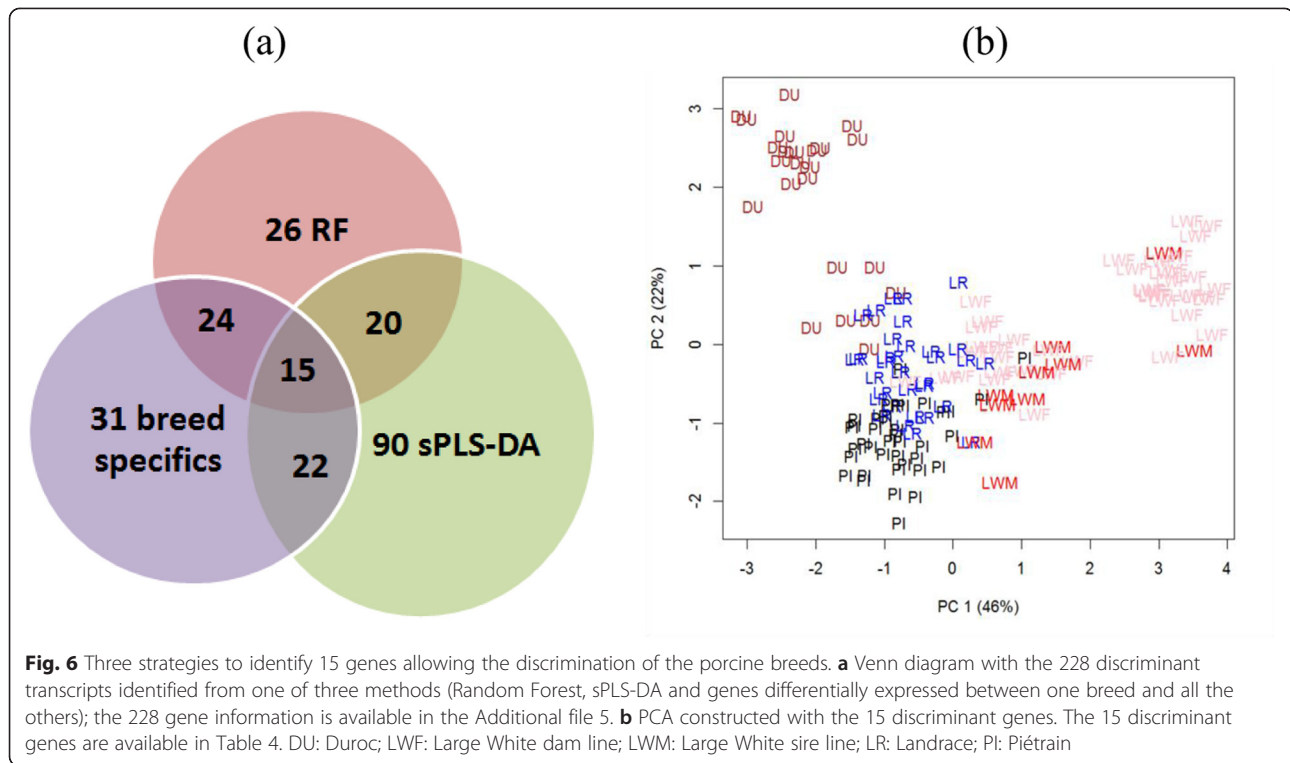 (a)
(b)
26 RF
24
20
15
31 breed
specifics
22
90 sPLS-DA
PC 2 (22%)
3
2
1
0
-1
-2
-3 -2 -1 0 1 2 3 4
PC 1 (46%)
DU
LWF
LWM
LR
PI
Fig. 6 Three strategies to identify 15 genes allowing the discrimination of the porcine breeds. a Venn diagram with the 228 discriminant
transcripts identified from one of three methods (Random Forest, sPLS-DA and genes differentially expressed between one breed and all the
others); the 228 gene information is available in the Additional file 5. b PCA constructed with the 15 discriminant genes. The 15 discriminant
genes are available in Table 4. DU: Duroc; LWF: Large White dam line; LWM: Large White sire line; LR: Landrace; PI: Piétrain